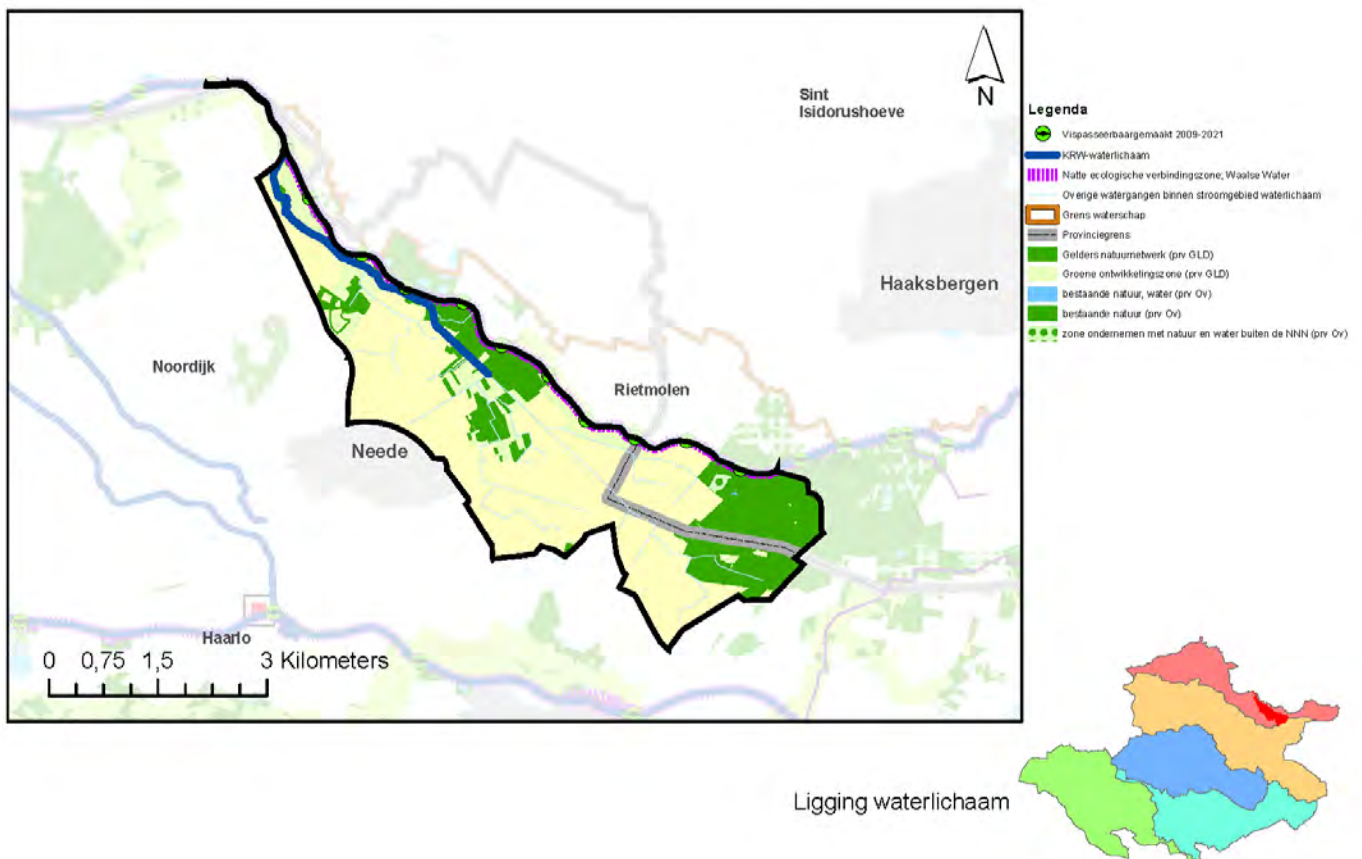 N
Sint
Isidorushoeve
Haaksbergen
Noordijk
Rietmolen
Neede
Haarlo
0 0,75 1,5 3 Kilometers
Legenda
Vispasseerbaargemaakt 2009-2021
KRW-waterlichaam
Natte ecologische verbindingszone; Waalse Water
Overige watergangen binnen stroomgebied waterlichaam
Grens waterschap
Provinciegrens
Gelders natuurnetwerk (prv GLD)
Groene ontwikkelingszone (prv GLD)
bestaande natuur, water (prv Ov)
bestaande natuur (prv Ov)
zone ondernemen met natuur en water buiten de NNN (prv Ov)
Ligging waterlichaam